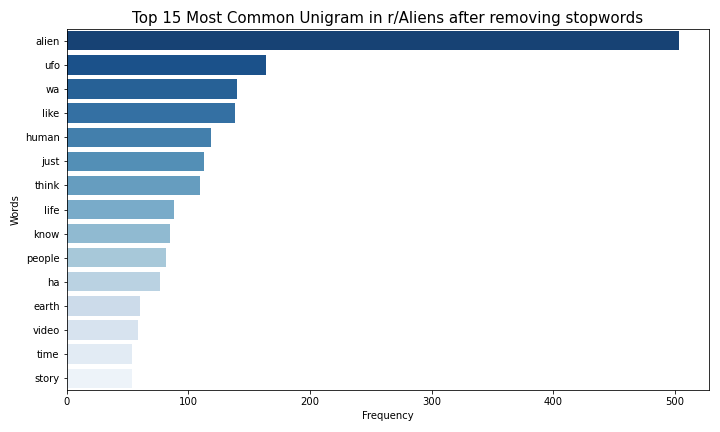 Top 15 Most Common Unigram in r/Aliens after removing stopwords
Words
alien
ufo
wa
like
human
just
think
life
know
people
ha
earth
video
time
story
0 100 200 300 400 500
Frequency